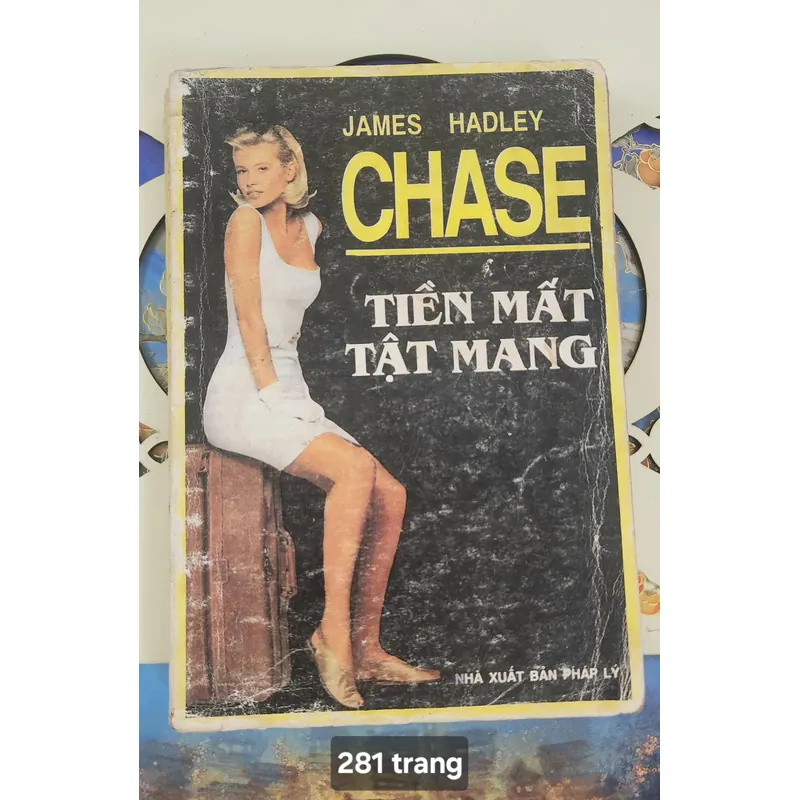 JAMES HADLEY
CHASE
TIỀN MẤT
TẬT MANG
NHÀ XUẤT BẢN PHÁP LÝ
281 trang